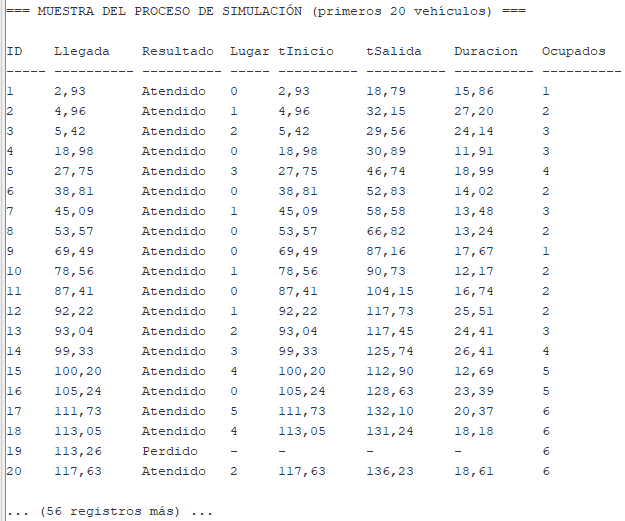 === MUESTRA DEL PROCESO DE SIMULACIÓN (primeros 20 vehículos) ===
ID Llegada Resultado Lugar tInicio tSalida Duracion Ocupados
----- ---------- ---------- ----- ---------- ---------- ---------- ----------
1 2,93 Atendido 0 2,93 18,79 15,86 1
2 4,96 Atendido 1 4,96 32,15 27,20 2
3 5,42 Atendido 2 5,42 29,56 24,14 3
4 18,98 Atendido 0 18,98 30,89 11,91 3
5 27,75 Atendido 3 27,75 46,74 18,99 4
6 38,81 Atendido 0 38,81 52,83 14,02 2
7 45,09 Atendido 1 45,09 58,58 13,48 3
8 53,57 Atendido 0 53,57 66,82 13,24 2
9 69,49 Atendido 0 69,49 87,16 17,67 1
10 78,56 Atendido 1 78,56 90,73 12,17 2
11 87,41 Atendido 0 87,41 104,15 16,74 2
12 92,22 Atendido 1 92,22 117,73 25,51 2
13 93,04 Atendido 2 93,04 117,45 24,41 3
14 99,33 Atendido 3 99,33 125,74 26,41 4
15 100,20 Atendido 4 100,20 112,90 12,69 5
16 105,24 Atendido 0 105,24 128,63 23,39 5
17 111,73 Atendido 5 111,73 132,10 20,37 6
18 113,05 Atendido 4 113,05 131,24 18,18 6
19 113,26 Perdido - - - - 6
20 117,63 Atendido 2 117,63 136,23 18,61 6
... (56 registros más) ...